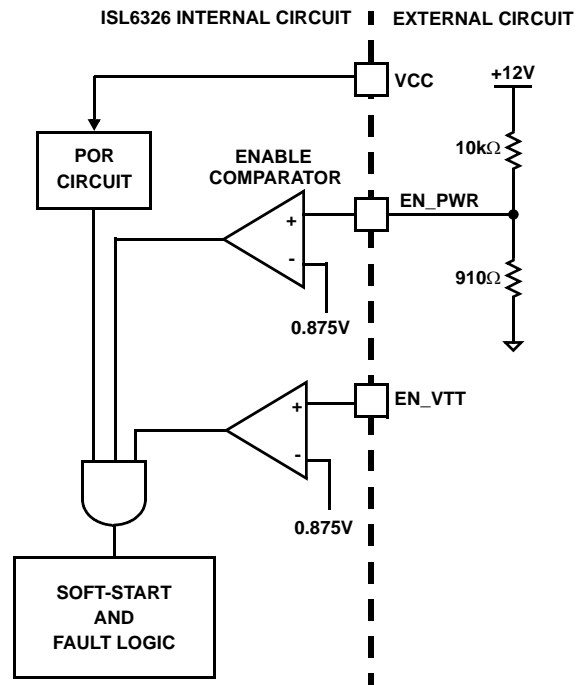 ISL6326 INTERNAL CIRCUIT
EXTERNAL CIRCUIT
VCC
+12V
POR
CIRCUIT
ENABLE
COMPARATOR
10kΩ
EN_PWR
+
-
0.875V
910Ω
EN_VTT
+
-
0.875V
SOFT-START
AND
FAULT LOGIC